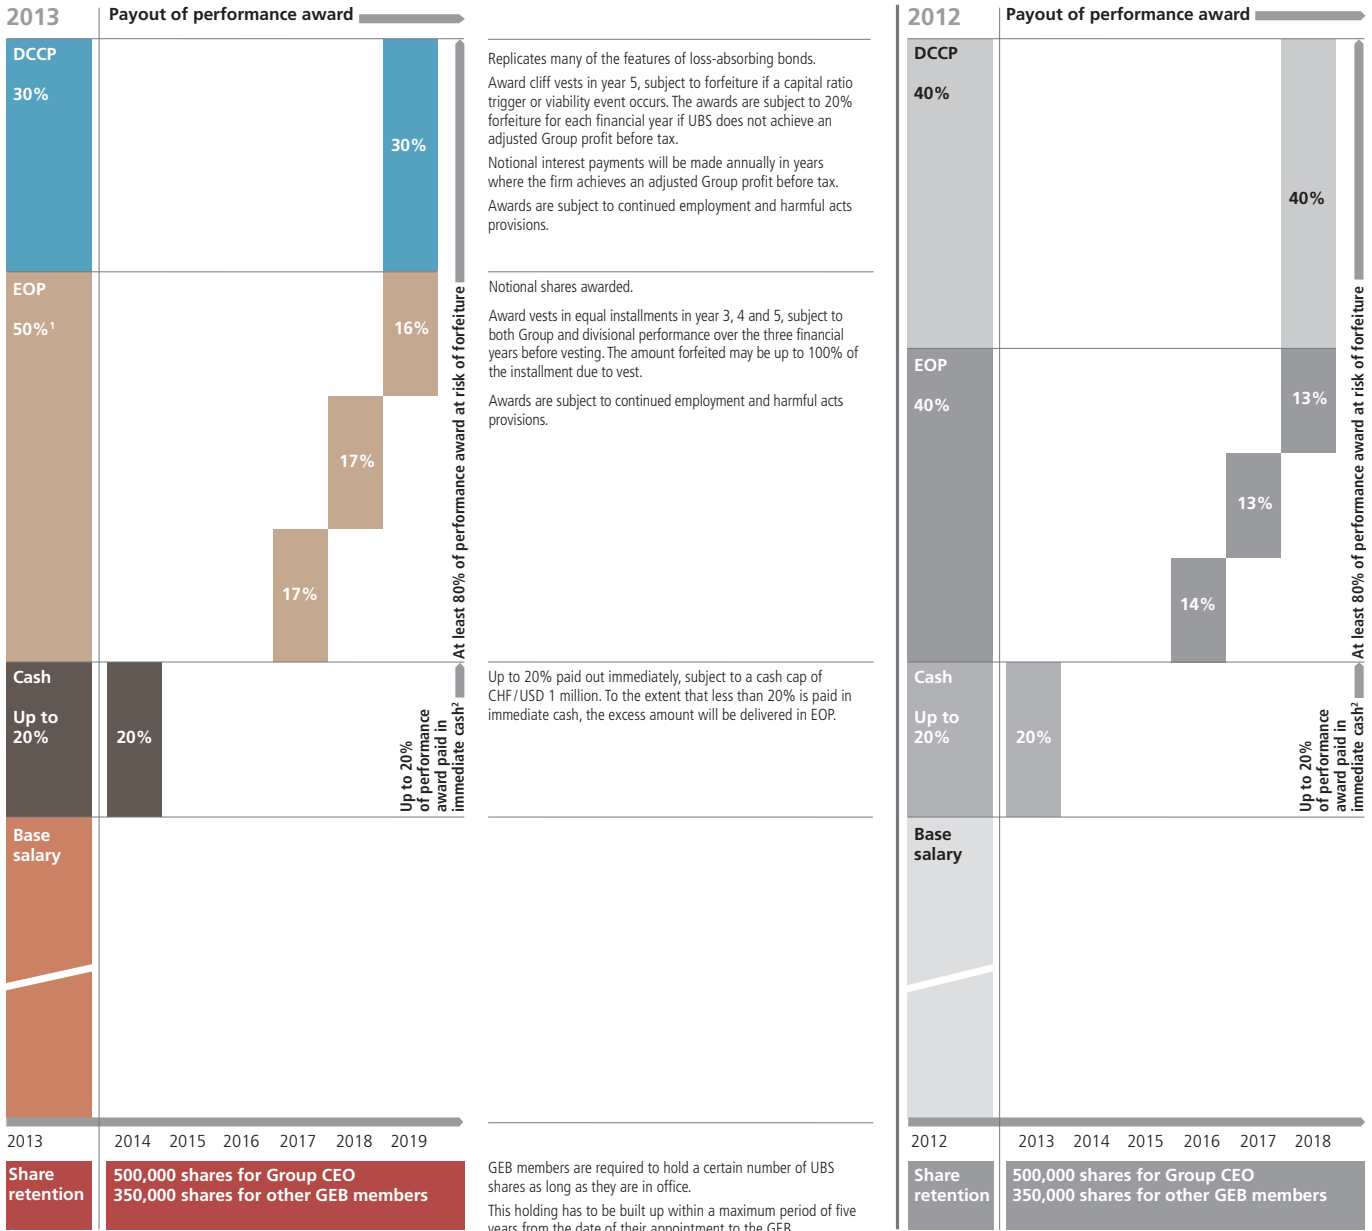 2013
Payout of performance award
DCCP
30%
30%
EOP
50%¹
16%
17%
17%
At least 80% of performance award at risk of forfeiture
Cash
Up to
20%
20%
Up to 20%
of performance
award paid in
immediate cash²
Base
salary
2013
2014 2015 2016 2017 2018 2019
Share
retention
500,000 shares for Group CEO
350,000 shares for other GEB members
Replicates many of the features of loss-absorbing bonds.
Award cliff vests in year 5, subject to forfeiture if a capital ratio
trigger or viability event occurs. The awards are subject to 20%
forfeiture for each financial year if UBS does not achieve an
adjusted Group profit before tax.
Notional interest payments will be made annually in years
where the firm achieves an adjusted Group profit before tax.
Awards are subject to continued employment and harmful acts
provisions.
Notional shares awarded.
Award vests in equal installments in year 3, 4 and 5, subject to
both Group and divisional performance over the three financial
years before vesting. The amount forfeited may be up to 100% of
the installment due to vest.
Awards are subject to continued employment and harmful acts
provisions.
Up to 20% paid out immediately, subject to a cash cap of
CHF/USD 1 million. To the extent that less than 20% is paid in
immediate cash, the excess amount will be delivered in EOP.
GEB members are required to hold a certain number of UBS
shares as long as they are in office.
This holding has to be built up within a maximum period of five
years from the date of their appointment to the GEB
2012
Payout of performance award
DCCP
40%
40%
EOP
40%
13%
13%
14%
At least 80% of performance award at risk of forfeiture
Cash
Up to
20%
20%
Up to 20%
of performance
award paid in
immediate cash²
Base
salary
2012
2013 2014 2015 2016 2017 2018
Share
retention
500,000 shares for Group CEO
350,000 shares for other GEB members